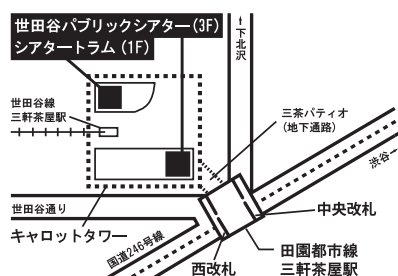 世田谷パブリックシアター(3F)
シアタートラム(1F)
↑下北沢
世田谷線
三軒茶屋駅
三茶パティオ
(地下通路)
渋谷→
世田谷通り
中央改札
キャロットタワー
国道246号線
田園都市線
三軒茶屋駅
西改札